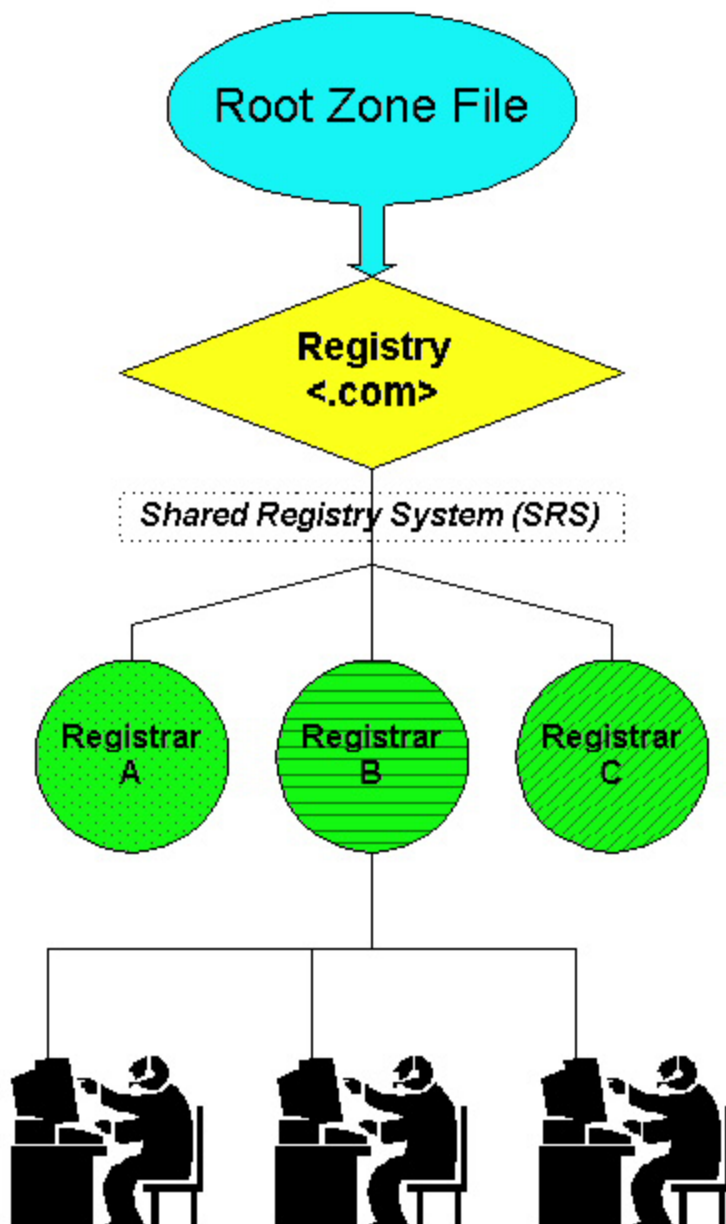 Root Zone File
Registry
<.com>
Shared Registry System (SRS)
Registrar
A
Registrar
B
Registrar
C